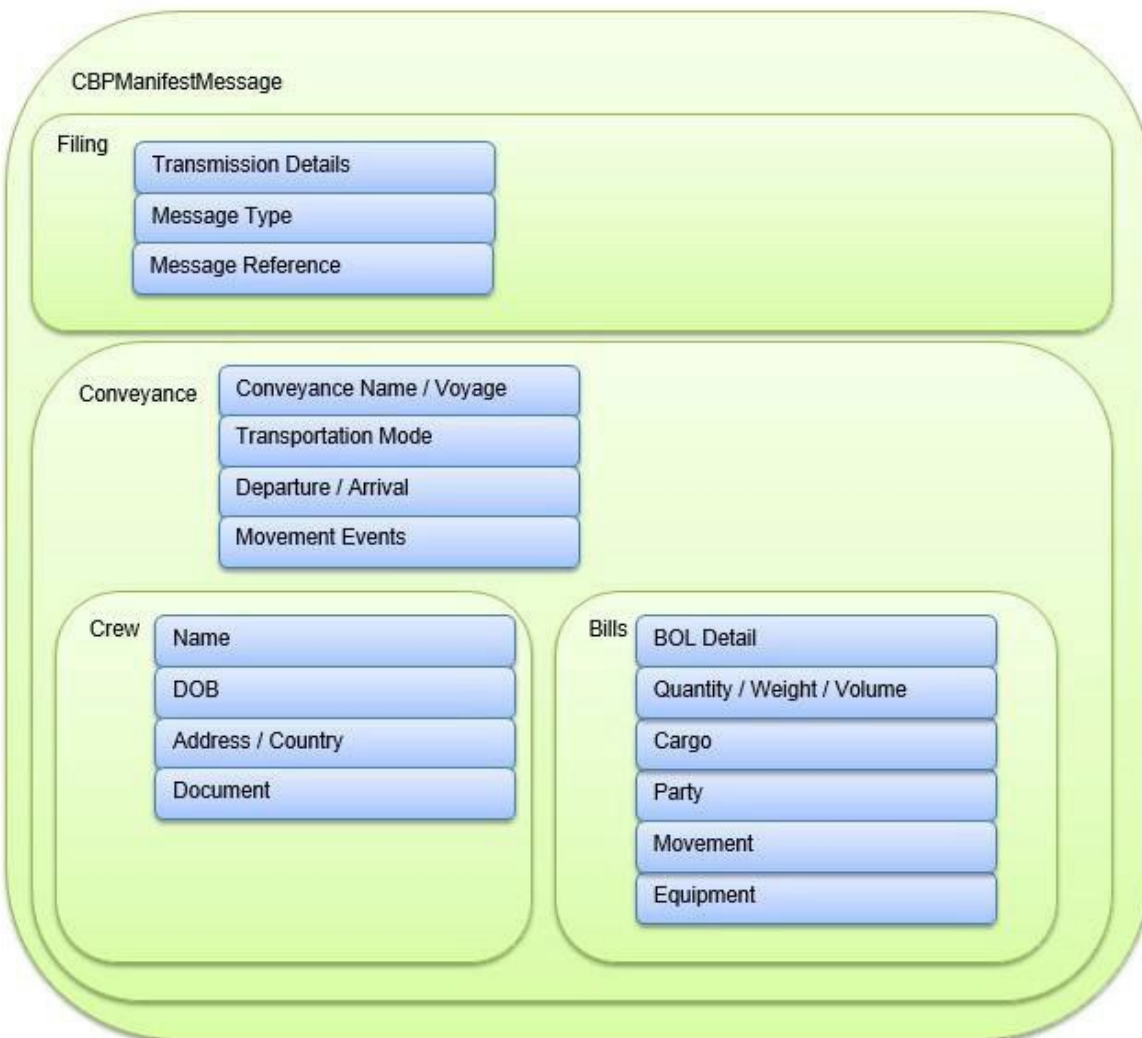 CBPManifestMessage
Filing
Transmission Details
Message Type
Message Reference
Conveyance
Conveyance Name / Voyage
Transportation Mode
Departure / Arrival
Movement Events
Crew
Name
DOB
Address / Country
Document
Bills
BOL Detail
Quantity / Weight / Volume
Cargo
Party
Movement
Equipment